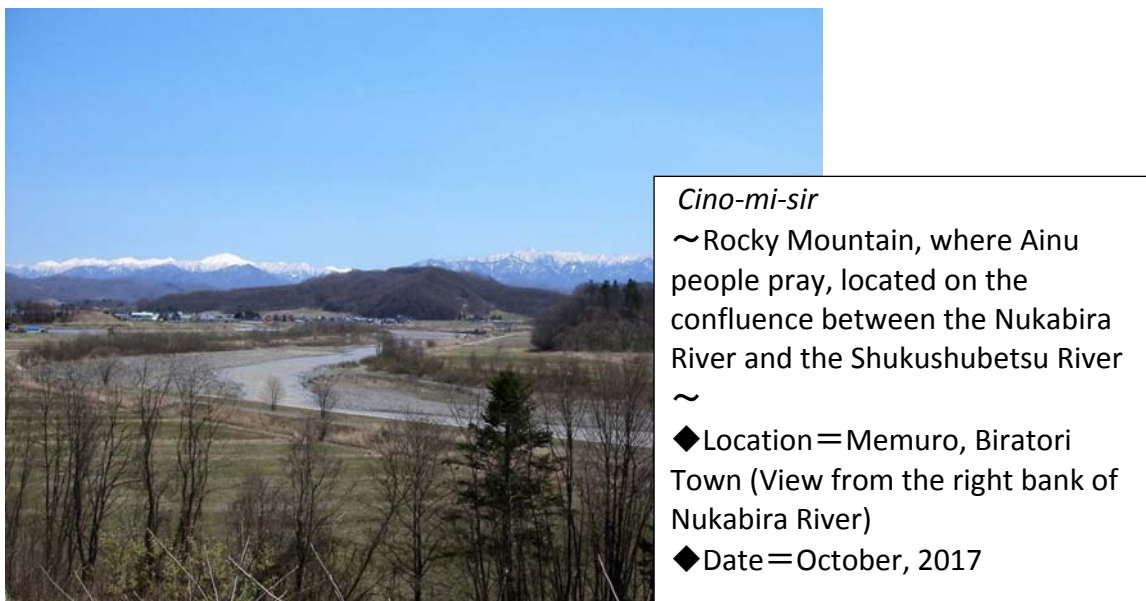 Cino-mi-sir
～Rocky Mountain, where Ainu
people pray, located on the
confluence between the Nukabira
River and the Shukushubetsu River
～
◆Location＝Memuro, Biratori
Town (View from the right bank of
Nukabira River)
◆Date＝October, 2017